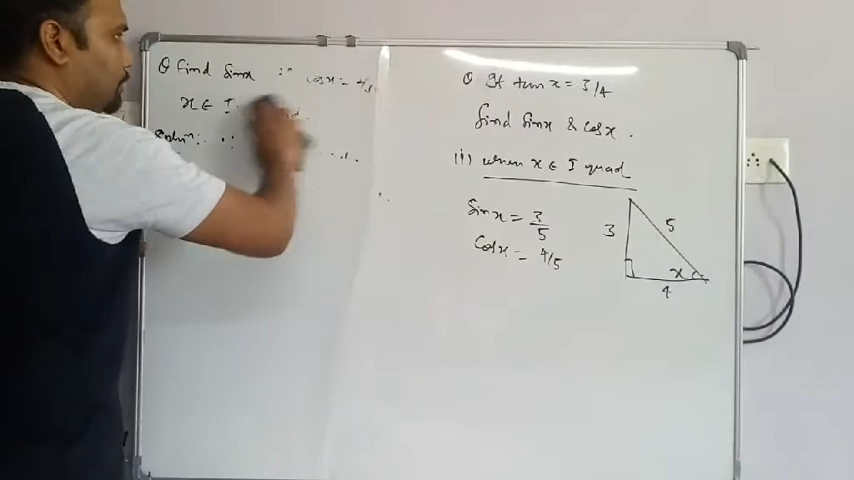 Q Find Sinx ∵ cosx = 4/5
x ∈
Soln:- ∵
Q If tan x = 3/4
find Sinx & Cosx .
(i) when x ∈ I quad
Sinx = 3/5
Cosx = 4/5
3
5
x
4